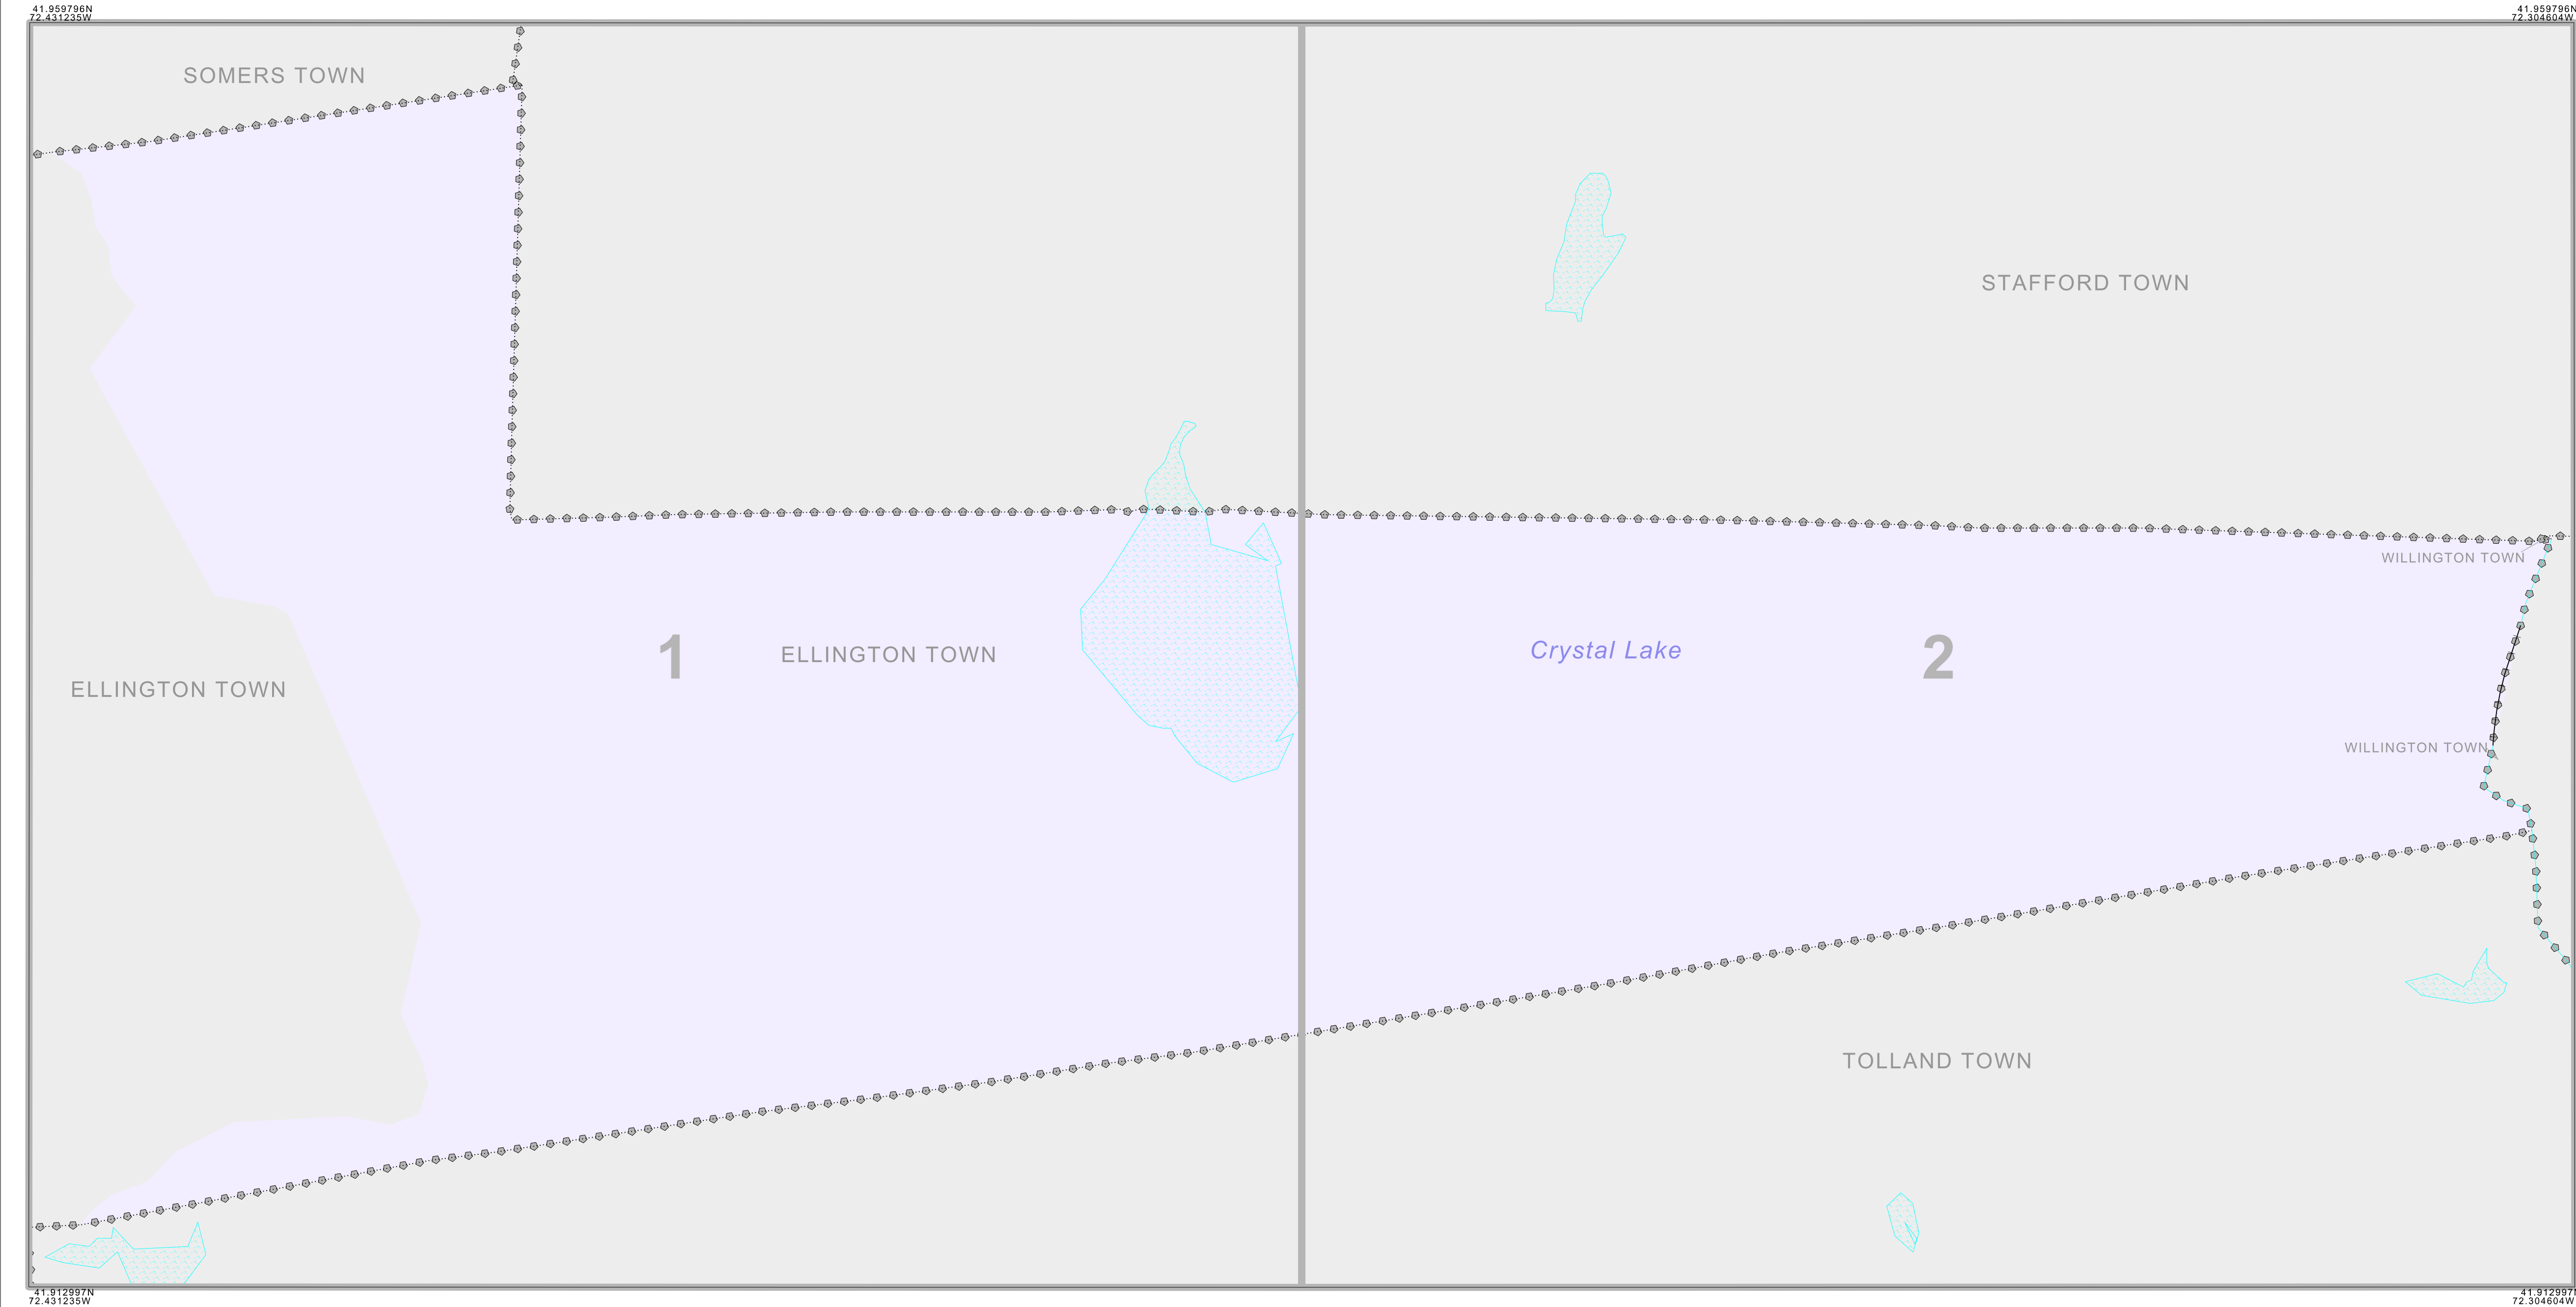 41.959796N
72.431235W
41.959796N
72.304604W
SOMERS TOWN
STAFFORD TOWN
WILLINGTON TOWN
1
ELLINGTON TOWN
Crystal Lake
2
ELLINGTON TOWN
WILLINGTON TOWN
TOLLAND TOWN
41.912997N
72.431235W
41.912997N
72.304604W